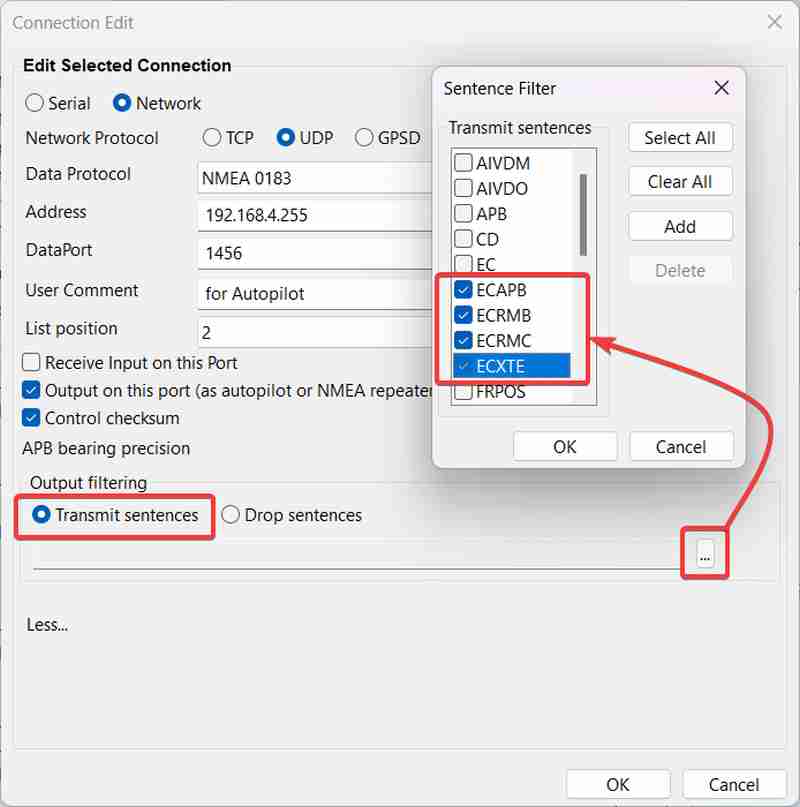 Connection Edit
Edit Selected Connection
Serial Network
Network Protocol TCP UDP GPSD
Data Protocol NMEA 0183
Address 192.168.4.255
DataPort 1456
User Comment for Autopilot
List position 2
Receive Input on this Port
Output on this port (as autopilot or NMEA repeater
Control checksum
APB bearing precision
Output filtering
Transmit sentences Drop sentences
...
Less...
OK Cancel
Sentence Filter
Transmit sentences
AIVDM
AIVDO
APB
CD
EC
ECAPB
ECRMB
ECRMC
ECXTE
FRPOS
Select All
Clear All
Add
Delete
OK Cancel